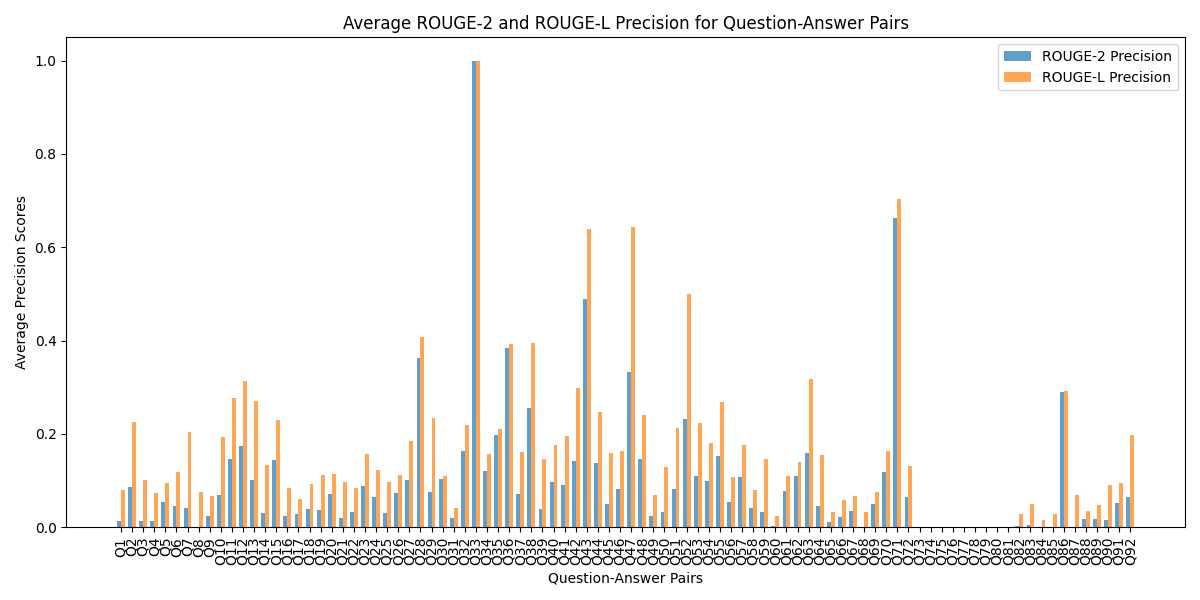 Average ROUGE-2 and ROUGE-L Precision for Question-Answer Pairs
ROUGE-2 Precision
ROUGE-L Precision
Average Precision Scores
1.0
0.8
0.6
0.4
0.2
0.0
Q1
Q2
Q3
Q4
Q5
Q6
Q7
Q8
Q9
Q10
Q11
Q12
Q13
Q14
Q15
Q16
Q17
Q18
Q19
Q20
Q21
Q22
Q23
Q24
Q25
Q26
Q27
Q28
Q29
Q30
Q31
Q32
Q33
Q34
Q35
Q36
Q37
Q38
Q39
Q40
Q41
Q42
Q43
Q44
Q45
Q46
Q47
Q48
Q49
Q50
Q51
Q52
Q53
Q54
Q55
Q56
Q57
Q58
Q59
Q60
Q61
Q62
Q63
Q64
Q65
Q66
Q67
Q68
Q69
Q70
Q71
Q72
Q73
Q74
Q75
Q76
Q77
Q78
Q79
Q80
Q81
Q82
Q83
Q84
Q85
Q86
Q87
Q88
Q89
Q90
Q91
Q92
Question-Answer Pairs